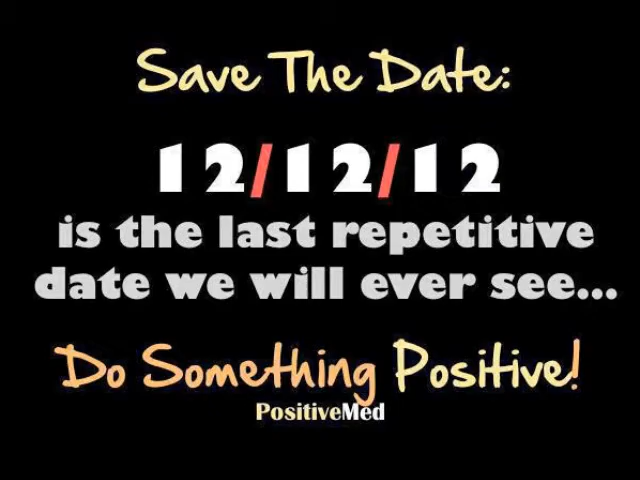 Save The Date:
12/12/12
is the last repetitive
date we will ever see...
Do Something Positive!
PositiveMed